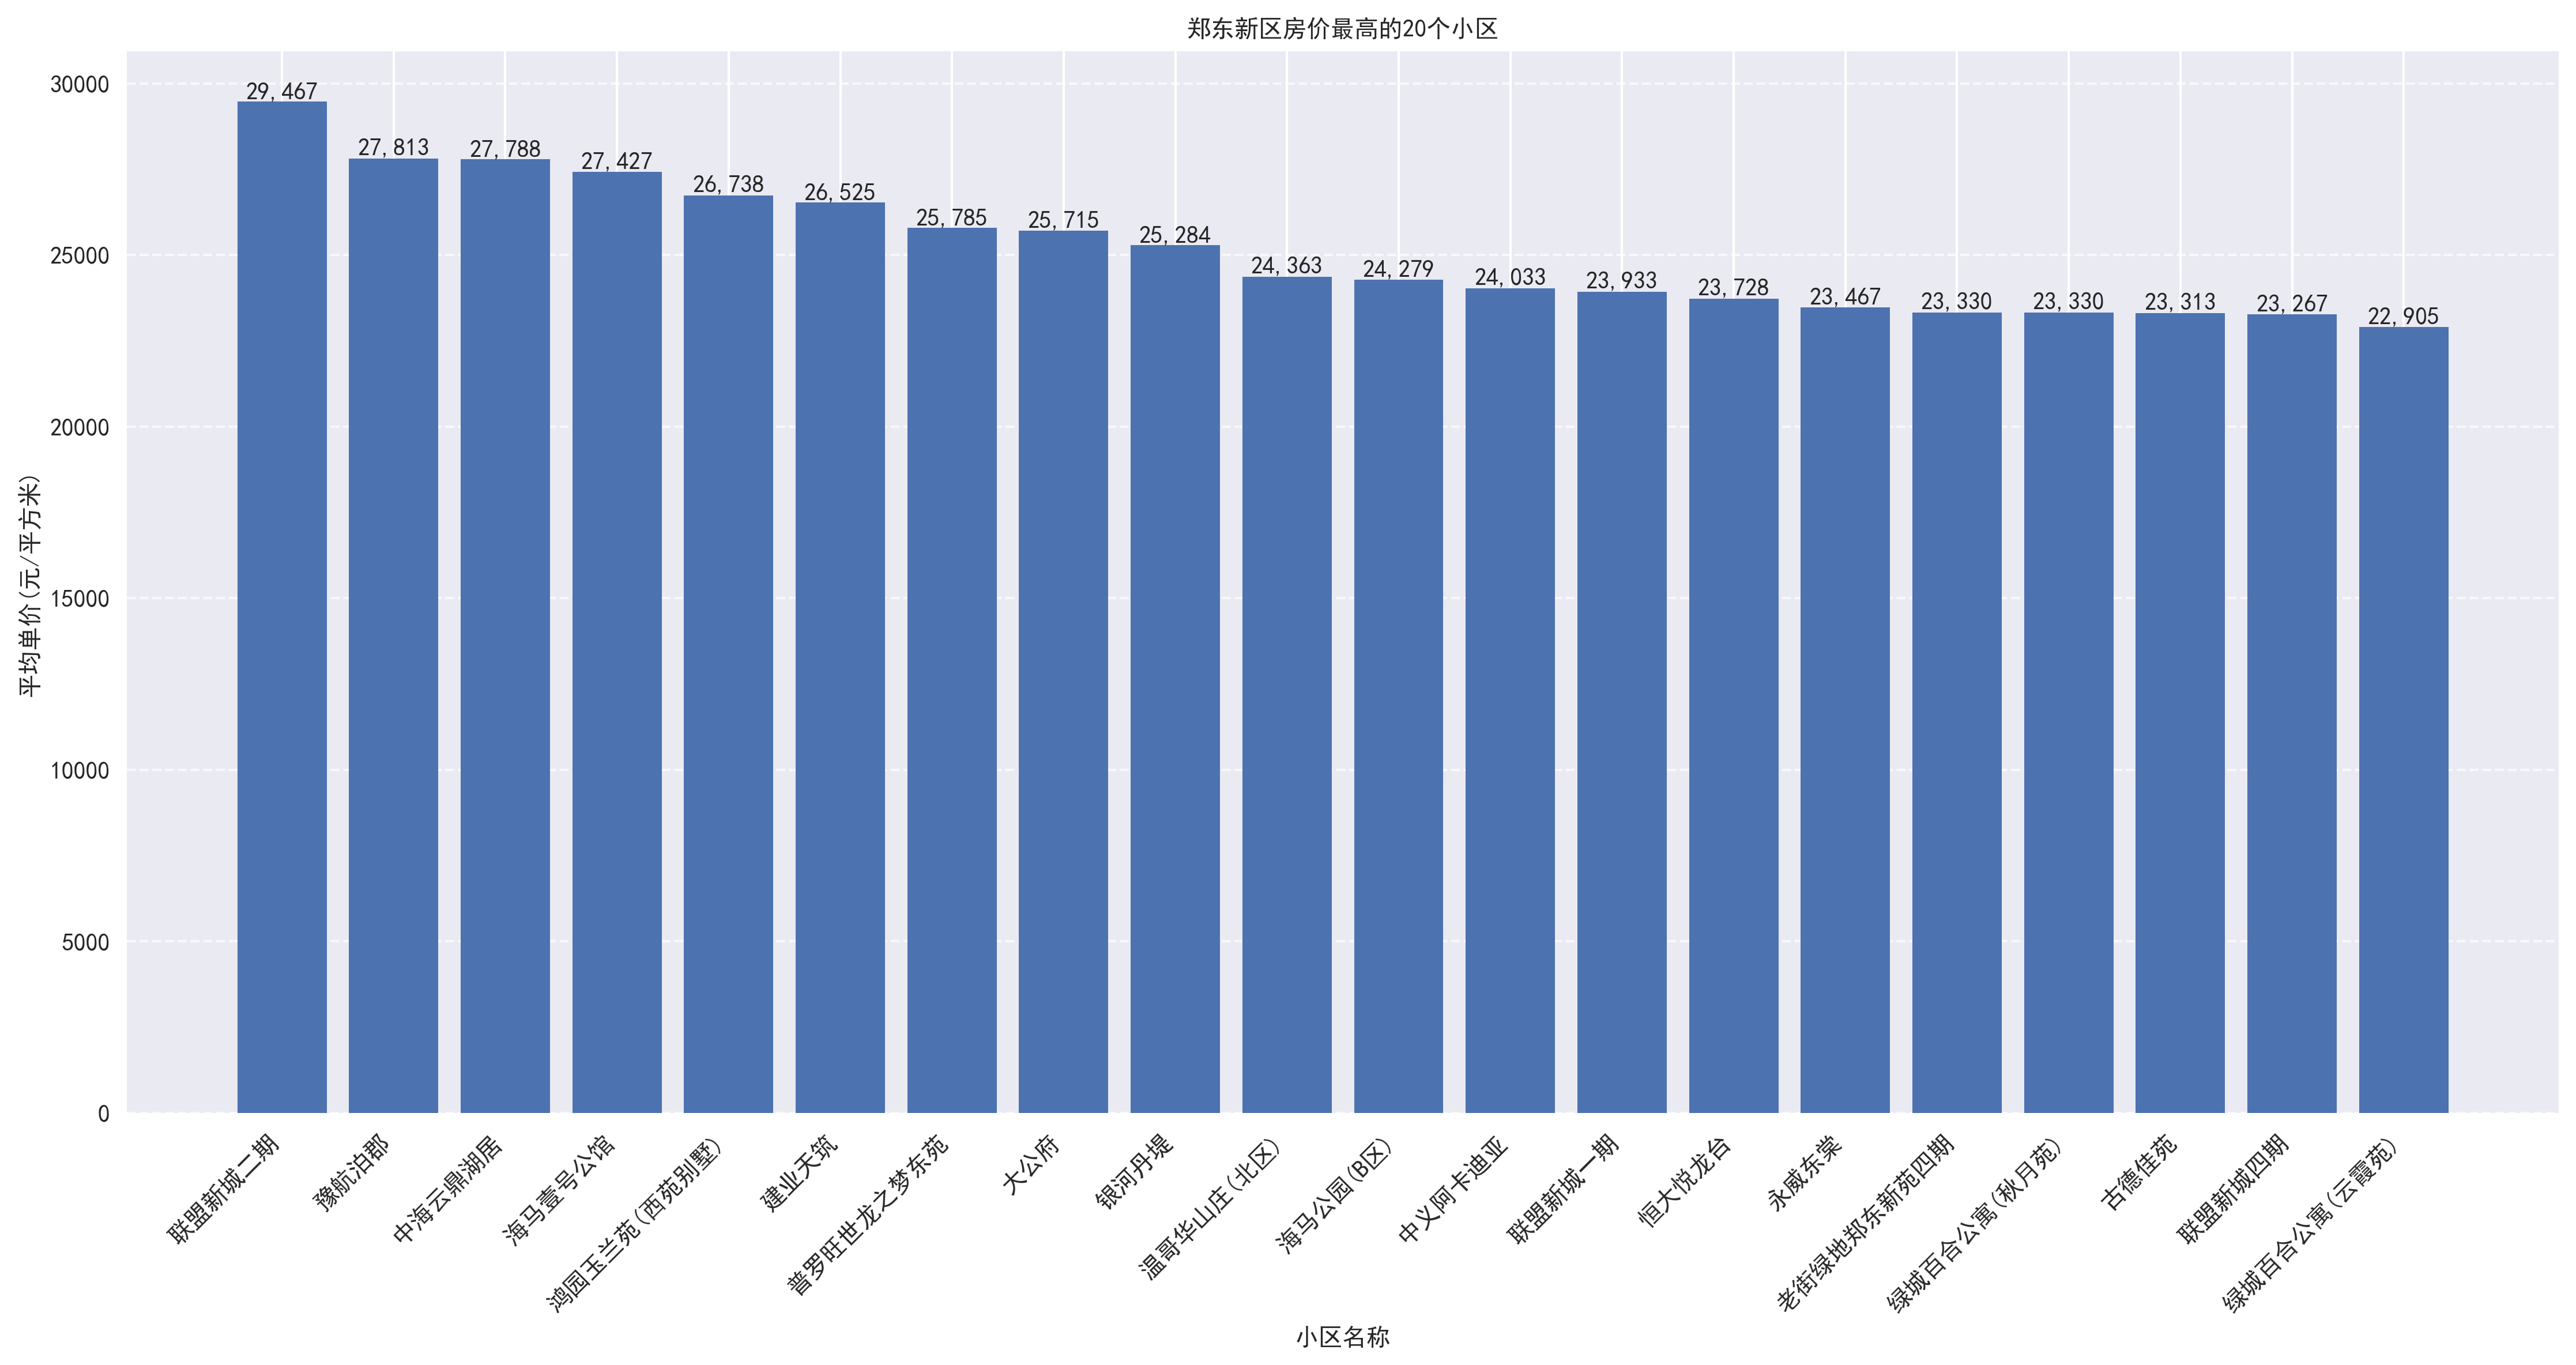 郑东新区房价最高的20个小区
平均单价(元/平方米)
30000
25000
20000
15000
10000
5000
0
29,467
27,813
27,788
27,427
26,738
26,525
25,785
25,715
25,284
24,363
24,279
24,033
23,933
23,728
23,467
23,330
23,330
23,313
23,267
22,905
联盟新城二期
豫航泊郡
中海云鼎湖居
海马壹号公馆
鸿园玉兰苑(西苑别墅)
建业天筑
普罗旺世龙之梦东苑
大公府
银河丹堤
温哥华山庄(北区)
海马公园(B区)
中义阿卡迪亚
联盟新城一期
恒大悦龙台
永威东棠
老街绿地郑东新苑四期
绿城百合公寓(秋月苑)
古德佳苑
联盟新城四期
绿城百合公寓(云霞苑)
小区名称